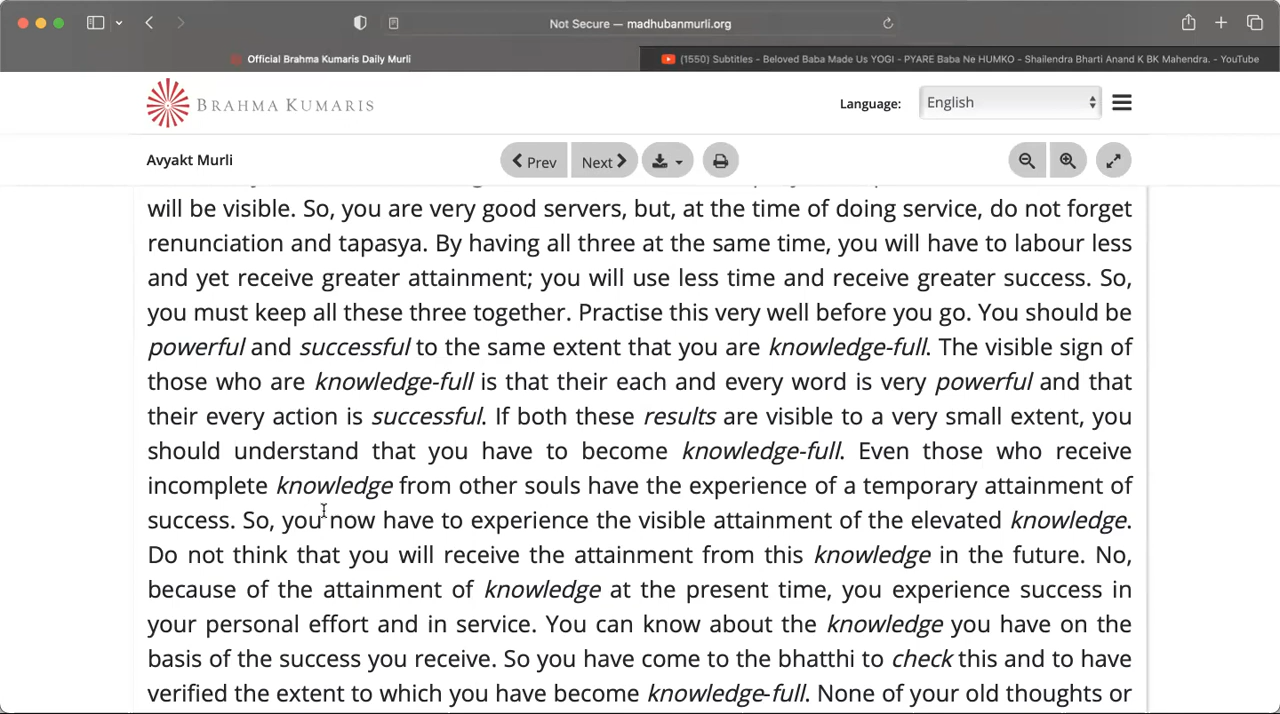 Not Secure — madhubanmurli.org
Official Brahma Kumaris Daily Murli
(1550) Subtitles - Beloved Baba Made Us YOGI - PYARE Baba Ne HUMKO - Shailendra Bharti Anand K BK Mahendra. - YouTube
BRAHMA KUMARIS
Language: English
Avyakt Murli
Prev Next
will be visible. So, you are very good servers, but, at the time of doing service, do not forget
renunciation and tapasya. By having all three at the same time, you will have to labour less
and yet receive greater attainment; you will use less time and receive greater success. So,
you must keep all these three together. Practise this very well before you go. You should be
powerful and successful to the same extent that you are knowledge-full. The visible sign of
those who are knowledge-full is that their each and every word is very powerful and that
their every action is successful. If both these results are visible to a very small extent, you
should understand that you have to become knowledge-full. Even those who receive
incomplete knowledge from other souls have the experience of a temporary attainment of
success. So, you now have to experience the visible attainment of the elevated knowledge.
Do not think that you will receive the attainment from this knowledge in the future. No,
because of the attainment of knowledge at the present time, you experience success in
your personal effort and in service. You can know about the knowledge you have on the
basis of the success you receive. So you have come to the bhatthi to check this and to have
verified the extent to which you have become knowledge-full. None of your old thoughts or